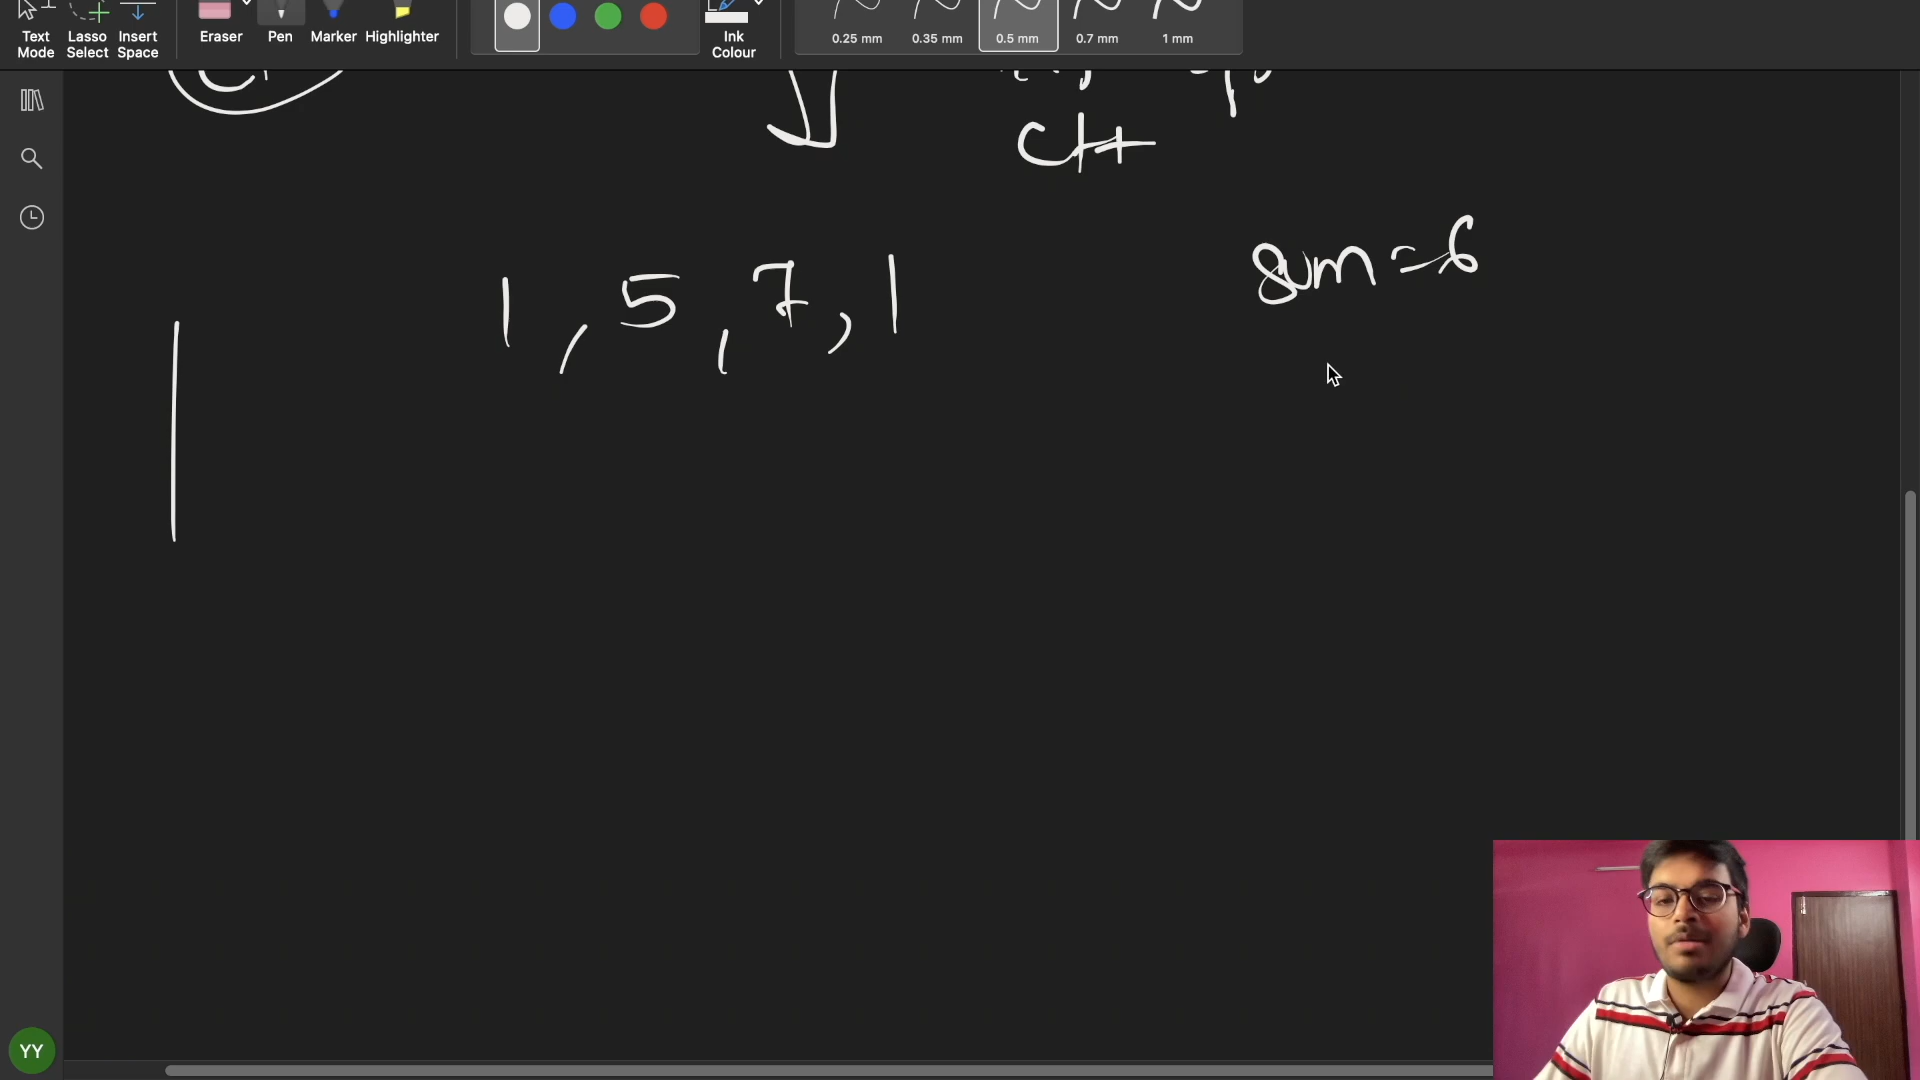 Text Mode
Lasso Select
Insert Space
Eraser
Pen
Marker
Highlighter
Ink Colour
0.25 mm
0.35 mm
0.5 mm
0.7 mm
1 mm
C++
1, 5, 7, 1
sum = 6
YY